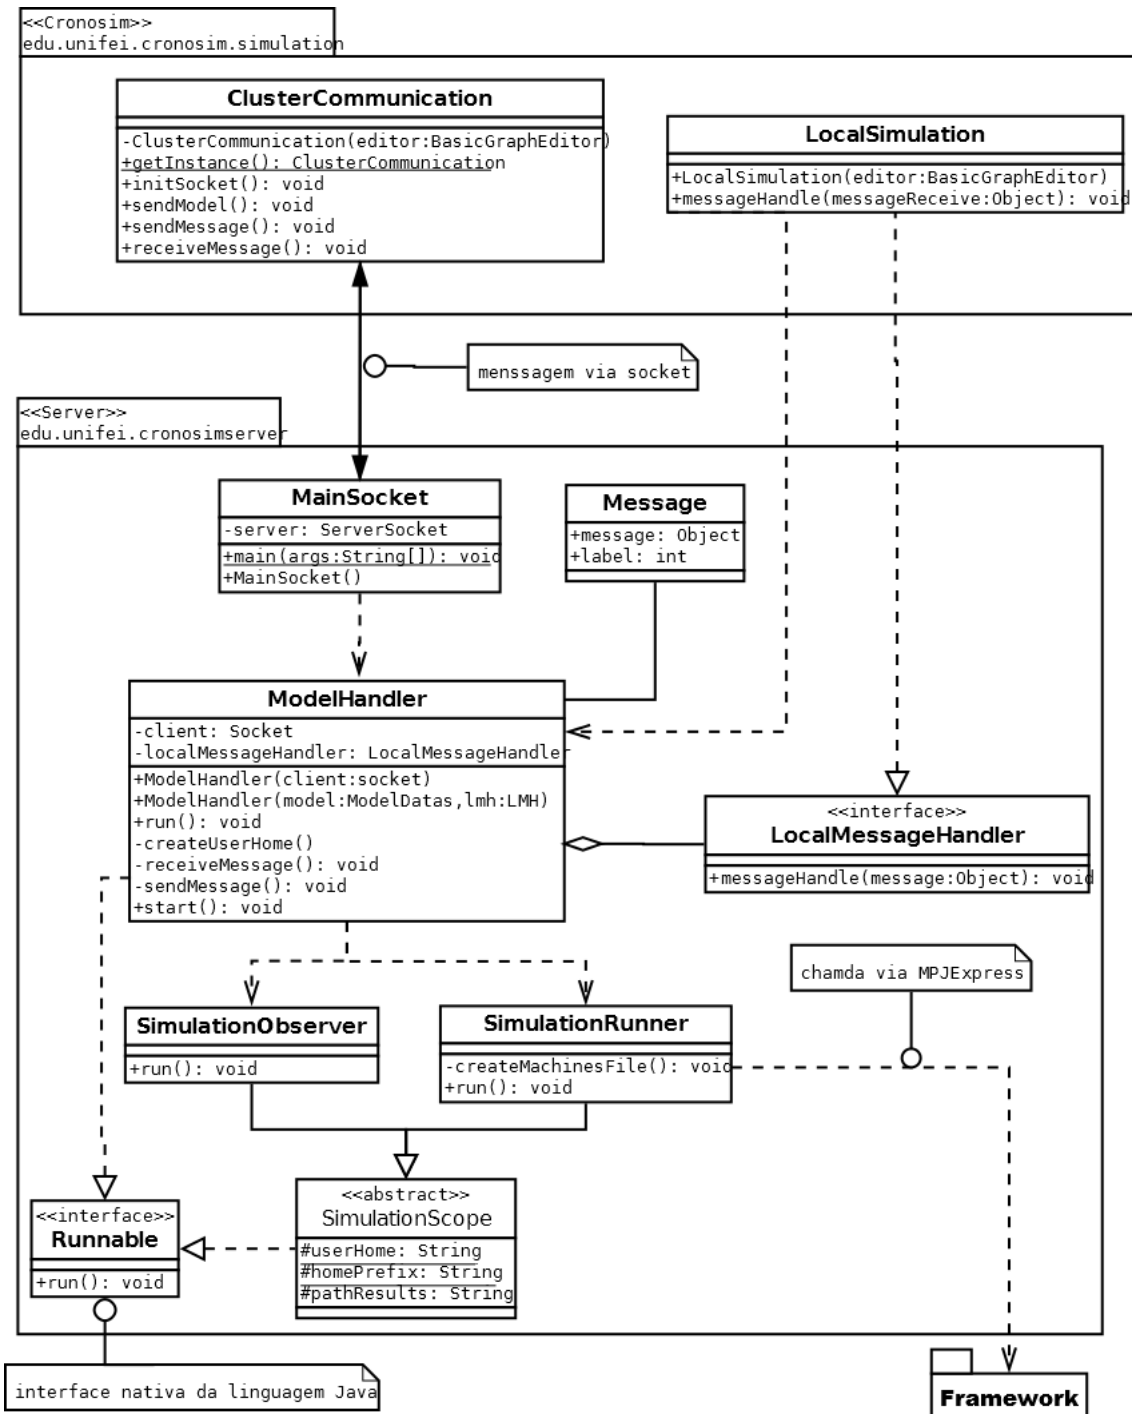 <<Cronosim>>
edu.unifei.cronosim.simulation
ClusterCommunication
-ClusterCommunication(editor:BasicGraphEditor)
+getInstance(): ClusterCommunication
+initSocket(): void
+sendModel(): void
+sendMessage(): void
+receiveMessage(): void
LocalSimulation
+LocalSimulation(editor:BasicGraphEditor)
+messageHandle(messageReceive:Object): void
menssagem via socket
<<Server>>
edu.unifei.cronosimserver
MainSocket
-server: ServerSocket
+main(args:String[]): void
+MainSocket()
Message
+message: Object
+label: int
ModelHandler
-client: Socket
-localMessageHandler: LocalMessageHandler
+ModelHandler(client:socket)
+ModelHandler(model:ModelDatas,lmh:LMH)
+run(): void
-createUserHome()
-receiveMessage(): void
-sendMessage(): void
+start(): void
<<interface>>
LocalMessageHandler
+messageHandle(message:Object): void
chamda via MPJExpress
SimulationObserver
+run(): void
SimulationRunner
-createMachinesFile(): void
+run(): void
<<abstract>>
SimulationScope
#userHome: String
#homePrefix: String
#pathResults: String
<<interface>>
Runnable
+run(): void
interface nativa da linguagem Java
Framework